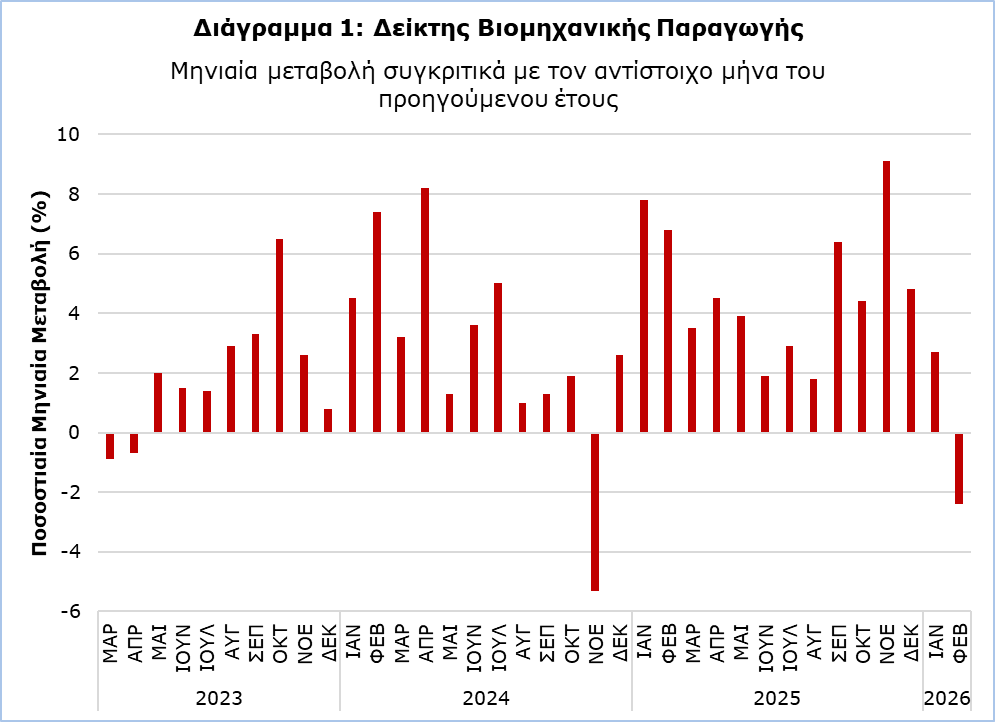 Διάγραμμα 1: Δείκτης Βιομηχανικής Παραγωγής
Μηνιαία μεταβολή συγκριτικά με τον αντίστοιχο μήνα του
προηγούμενου έτους
Ποσοστιαία Μηνιαία Μεταβολή (%)
10
8
6
4
2
0
-2
-4
-6
ΜΑΡ ΑΠΡ ΜΑΙ ΙΟΥΝ ΙΟΥΛ ΑΥΓ ΣΕΠ ΟΚΤ ΝΟΕ ΔΕΚ ΙΑΝ ΦΕΒ ΜΑΡ ΑΠΡ ΜΑΙ ΙΟΥΝ ΙΟΥΛ ΑΥΓ ΣΕΠ ΟΚΤ ΝΟΕ ΔΕΚ ΙΑΝ ΦΕΒ ΜΑΡ ΑΠΡ ΜΑΙ ΙΟΥΝ ΙΟΥΛ ΑΥΓ ΣΕΠ ΟΚΤ ΝΟΕ ΔΕΚ ΙΑΝ ΦΕΒ
2023 2024 2025 2026